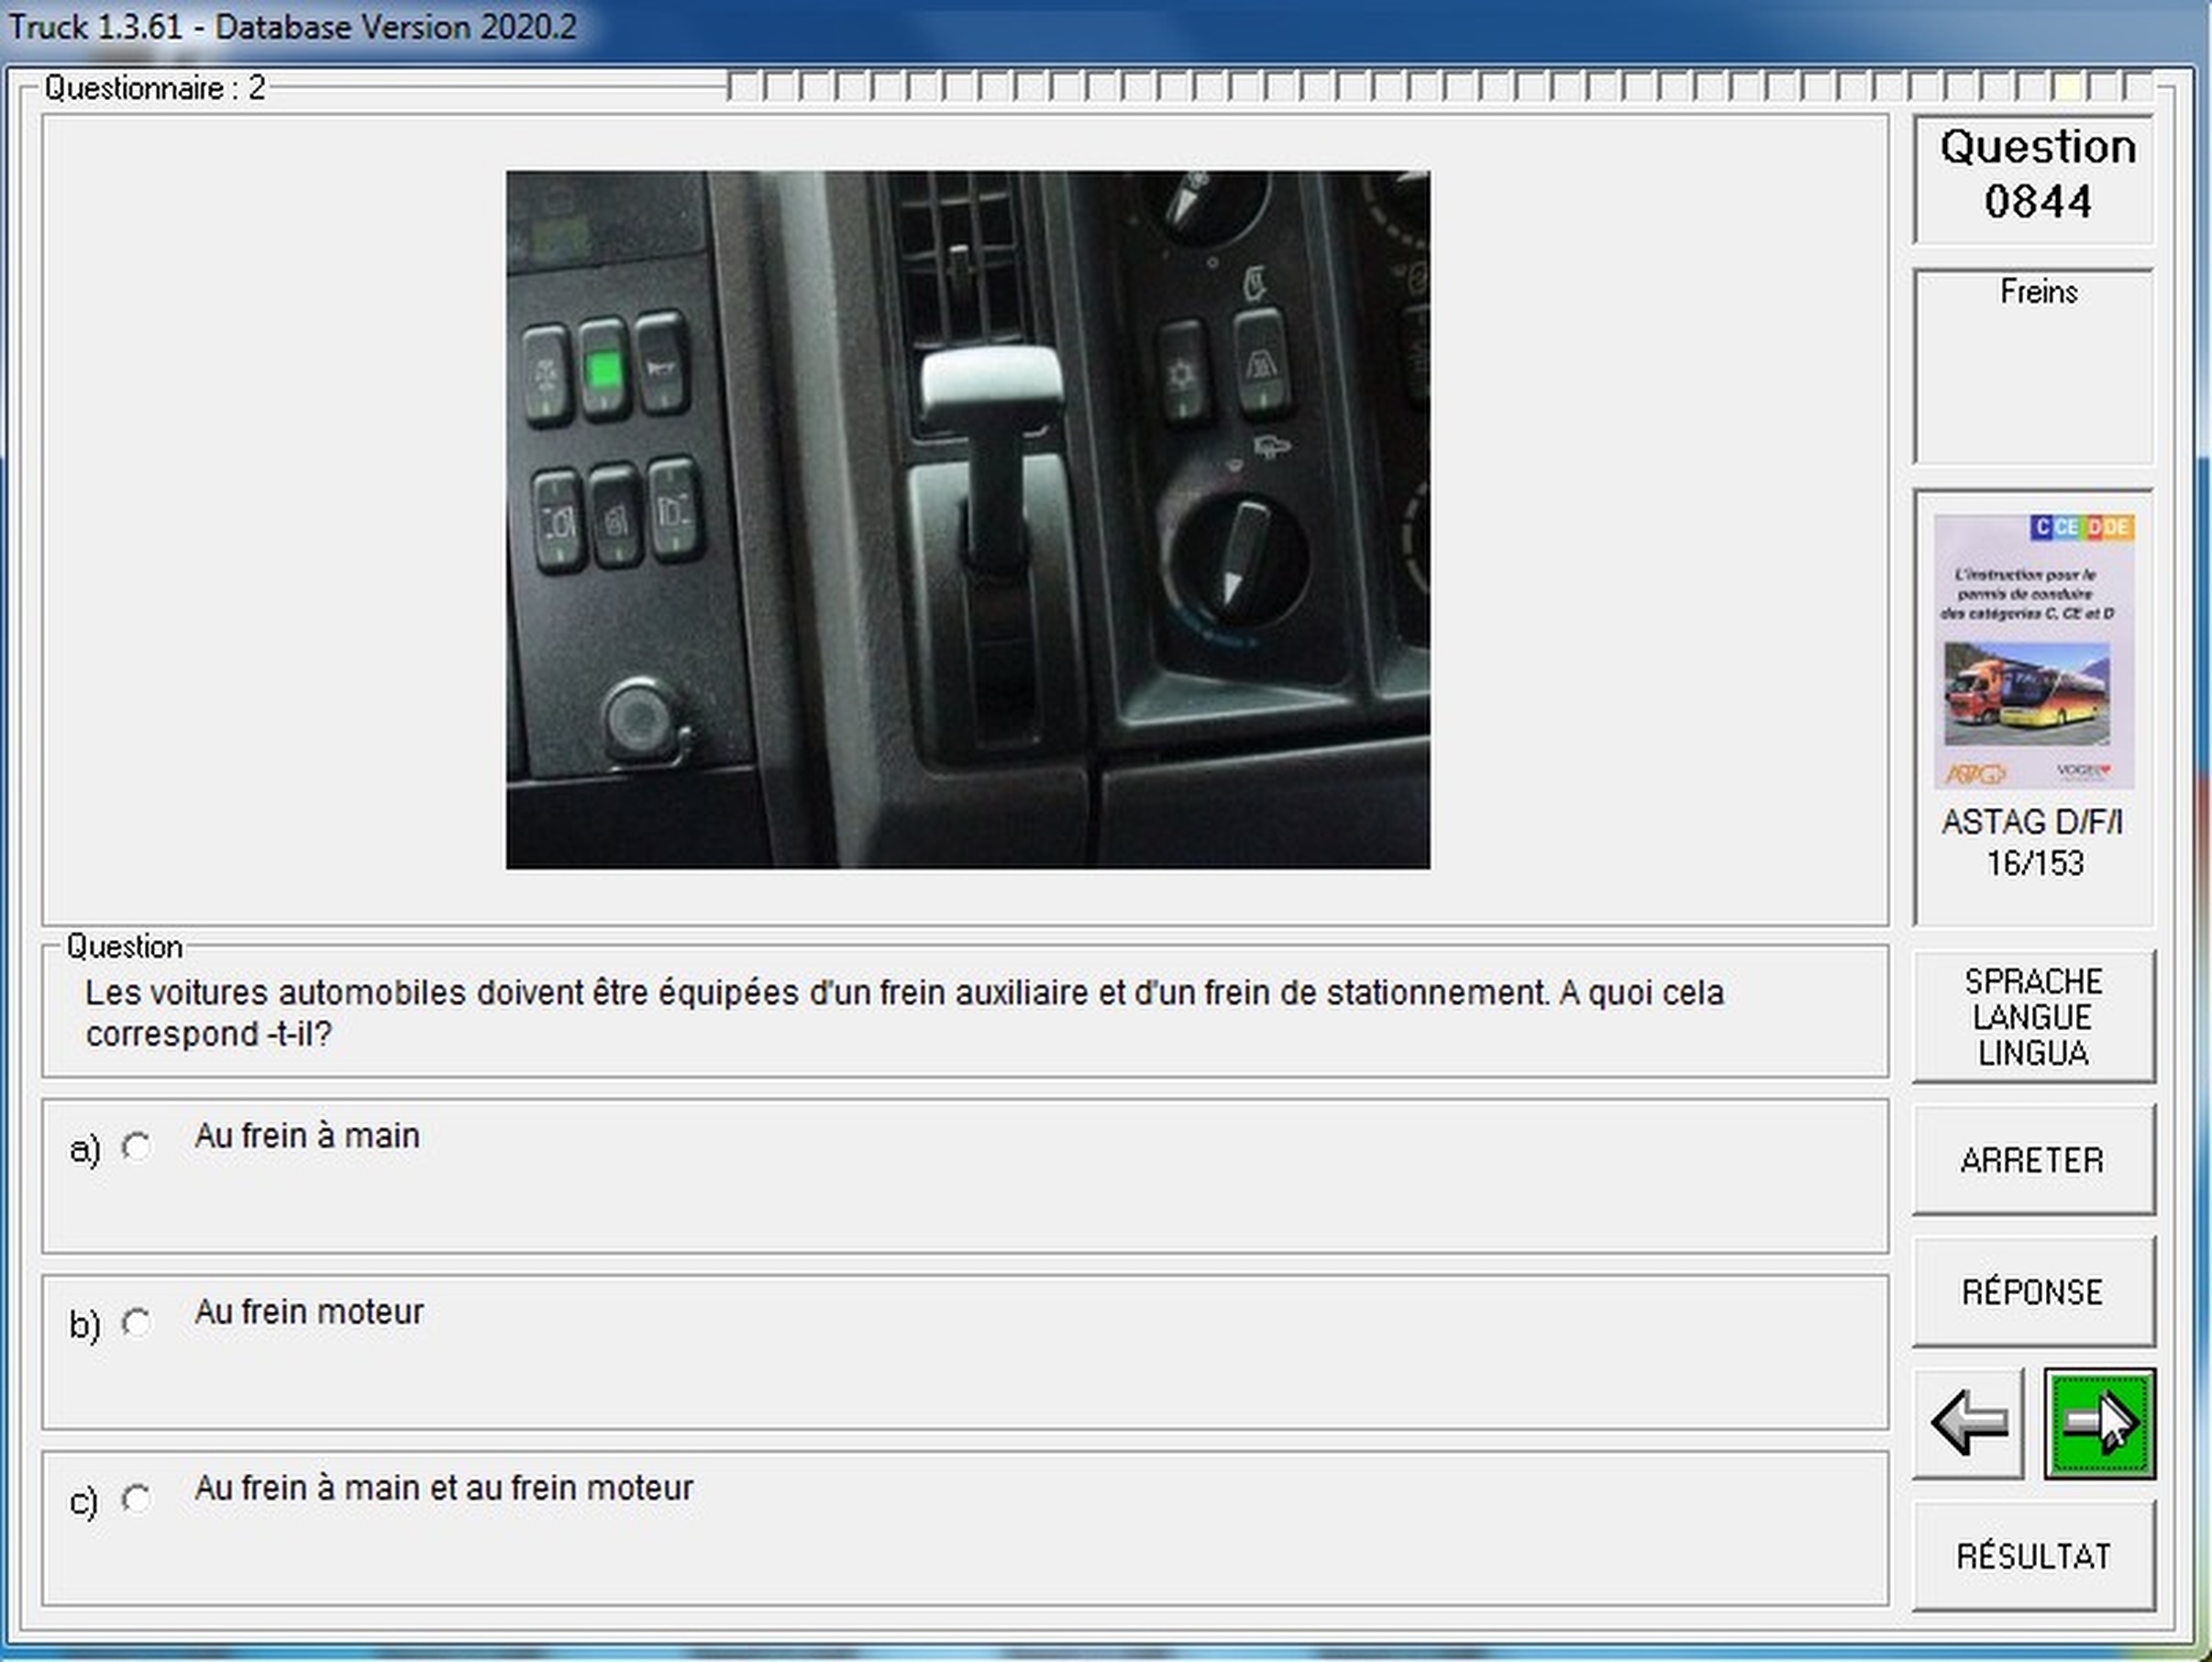 Truck 1.3.61 - Database Version 2020.2
Questionnaire : 2
Question
0844
Freins
C CE D DE
L'instruction pour le
permis de conduire
des catégories C, CE et D
ASTAG
VOGEL
ASTAG D/F/I
16/153
Question
Les voitures automobiles doivent être équipées d'un frein auxiliaire et d'un frein de stationnement. A quoi cela
correspond -t-il?
a) Au frein à main
b) Au frein moteur
c) Au frein à main et au frein moteur
SPRACHE
LANGUE
LINGUA
ARRETER
RÉPONSE
RÉSULTAT